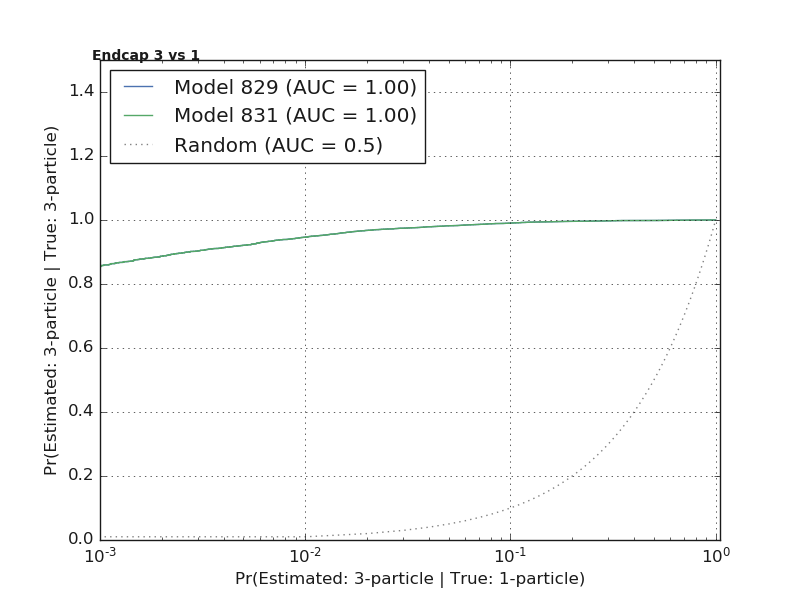 Endcap 3 vs 1
Model 829 (AUC = 1.00)
Model 831 (AUC = 1.00)
Random (AUC = 0.5)
1.4
1.2
1.0
0.8
0.6
0.4
0.2
0.0
Pr(Estimated: 3-particle | True: 3-particle)
10⁻³
10⁻²
10⁻¹
10⁰
Pr(Estimated: 3-particle | True: 1-particle)